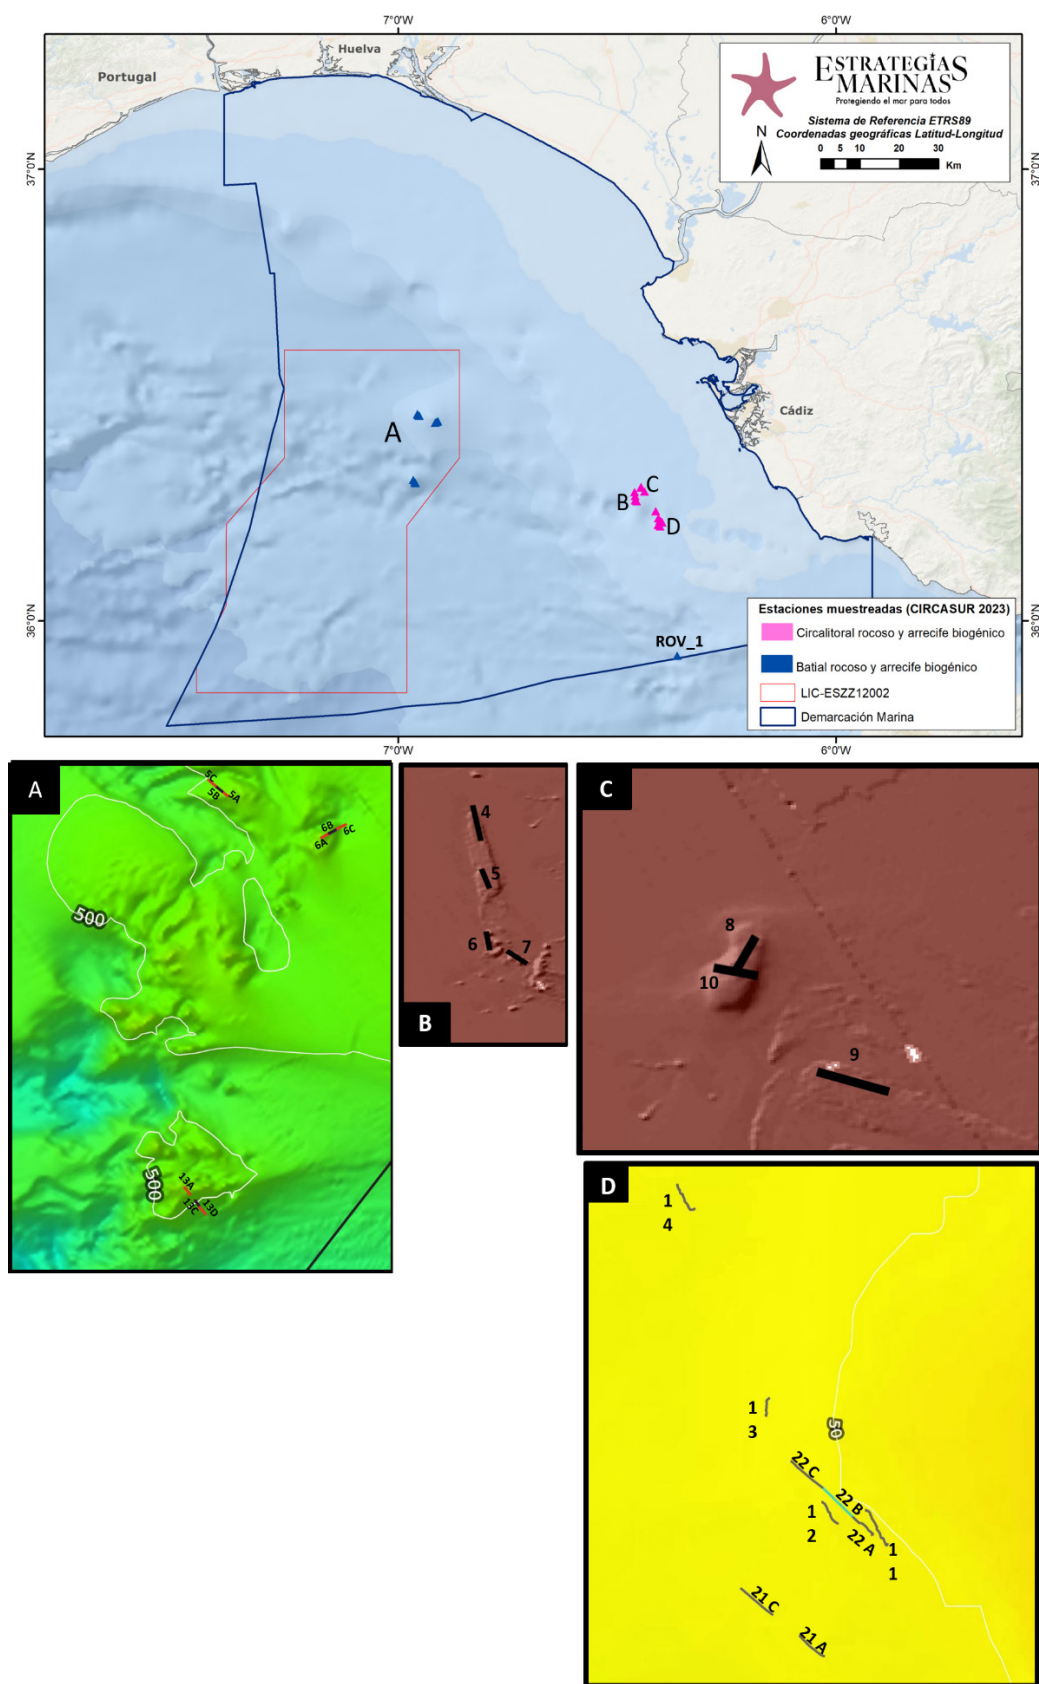 7°0'W
6°0'W
Portugal
Huelva
ESTRATEGIAS
MARINAS
Protegiendo el mar para todos
Sistema de Referencia ETRS89
Coordenadas geográficas Latitud-Longitud
N
0 5 10 20 30
Km
37°0'N
37°0'N
Cádiz
A
B
C
D
36°0'N
36°0'N
ROV_1
Estaciones muestreadas (CIRCASUR 2023)
Circalitoral rocoso y arrecife biogénico
Batial rocoso y arrecife biogénico
LIC-ESZZ12002
Demarcación Marina
7°0'W
6°0'W
A
5C
5B
5A
6B
6C
6A
500
500
13A
13C
13D
4
5
6
7
B
C
8
10
9
D
1
4
1
3
50
22 C
22 B
1
2
22 A
1
1
21 C
21 A